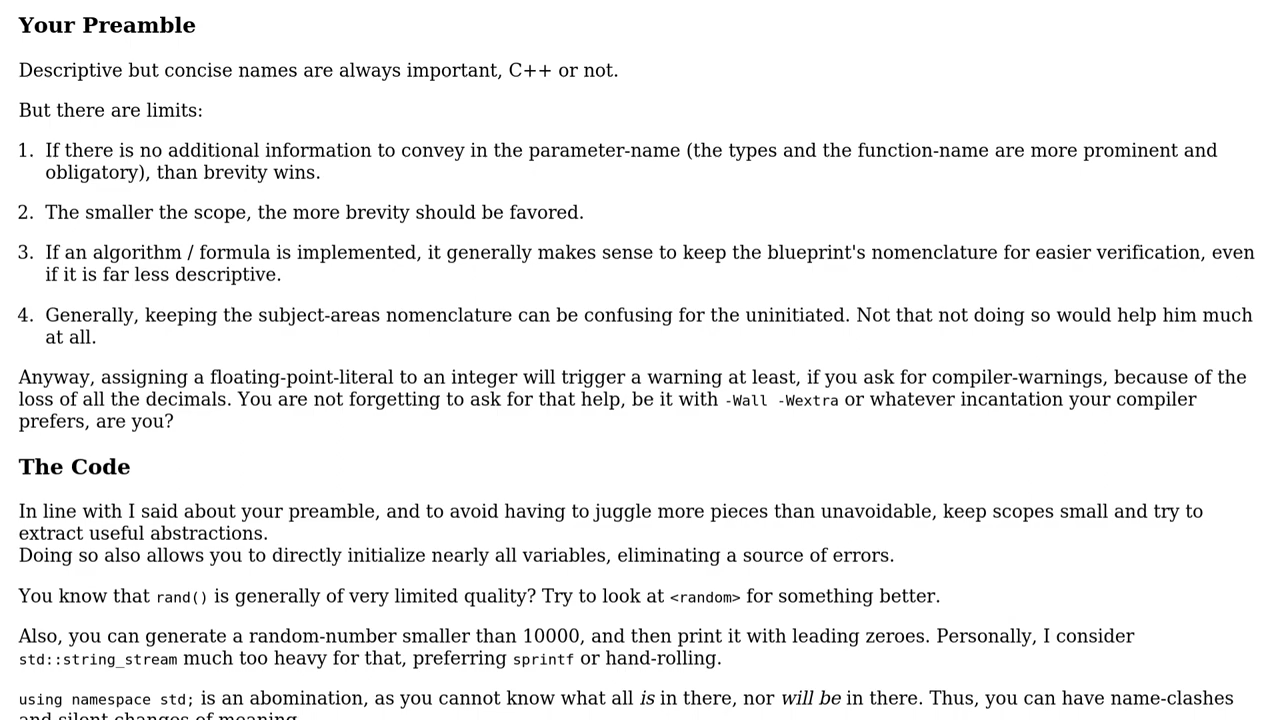 Your Preamble
Descriptive but concise names are always important, C++ or not.
But there are limits:
1. If there is no additional information to convey in the parameter-name (the types and the function-name are more prominent and
obligatory), than brevity wins.
2. The smaller the scope, the more brevity should be favored.
3. If an algorithm / formula is implemented, it generally makes sense to keep the blueprint's nomenclature for easier verification, even
if it is far less descriptive.
4. Generally, keeping the subject-areas nomenclature can be confusing for the uninitiated. Not that not doing so would help him much
at all.
Anyway, assigning a floating-point-literal to an integer will trigger a warning at least, if you ask for compiler-warnings, because of the
loss of all the decimals. You are not forgetting to ask for that help, be it with -Wall -Wextra or whatever incantation your compiler
prefers, are you?
The Code
In line with I said about your preamble, and to avoid having to juggle more pieces than unavoidable, keep scopes small and try to
extract useful abstractions.
Doing so also allows you to directly initialize nearly all variables, eliminating a source of errors.
You know that rand() is generally of very limited quality? Try to look at <random> for something better.
Also, you can generate a random-number smaller than 10000, and then print it with leading zeroes. Personally, I consider
std::string_stream much too heavy for that, preferring sprintf or hand-rolling.
using namespace std; is an abomination, as you cannot know what all is in there, nor will be in there. Thus, you can have name-clashes
and silent changes of meaning.